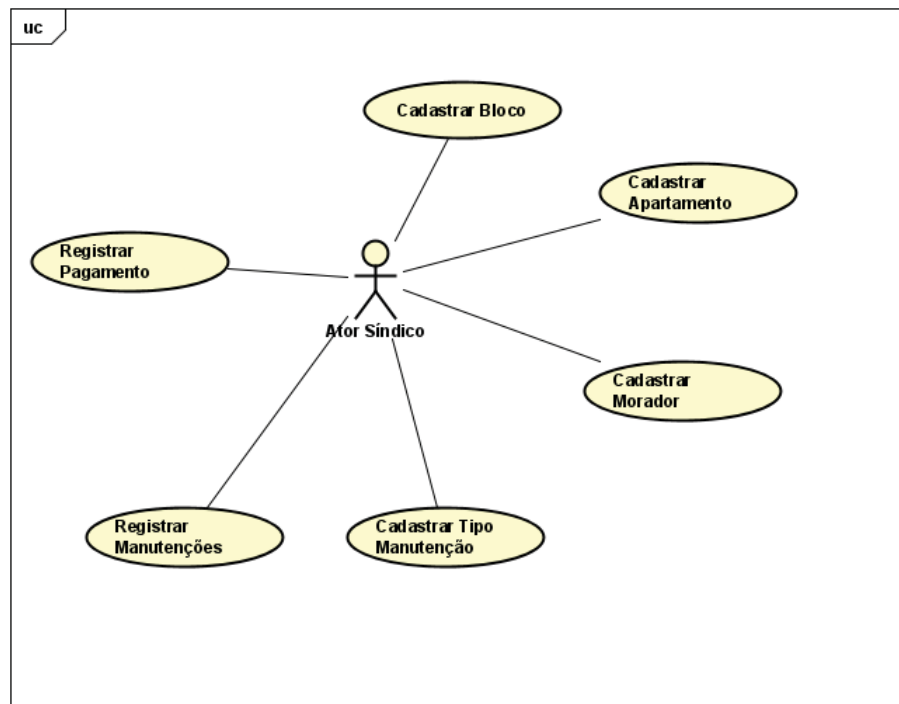 uc
Cadastrar Bloco
Cadastrar
Apartamento
Registrar
Pagamento
Ator Síndico
Cadastrar
Morador
Registrar
Manutenções
Cadastrar Tipo
Manutenção